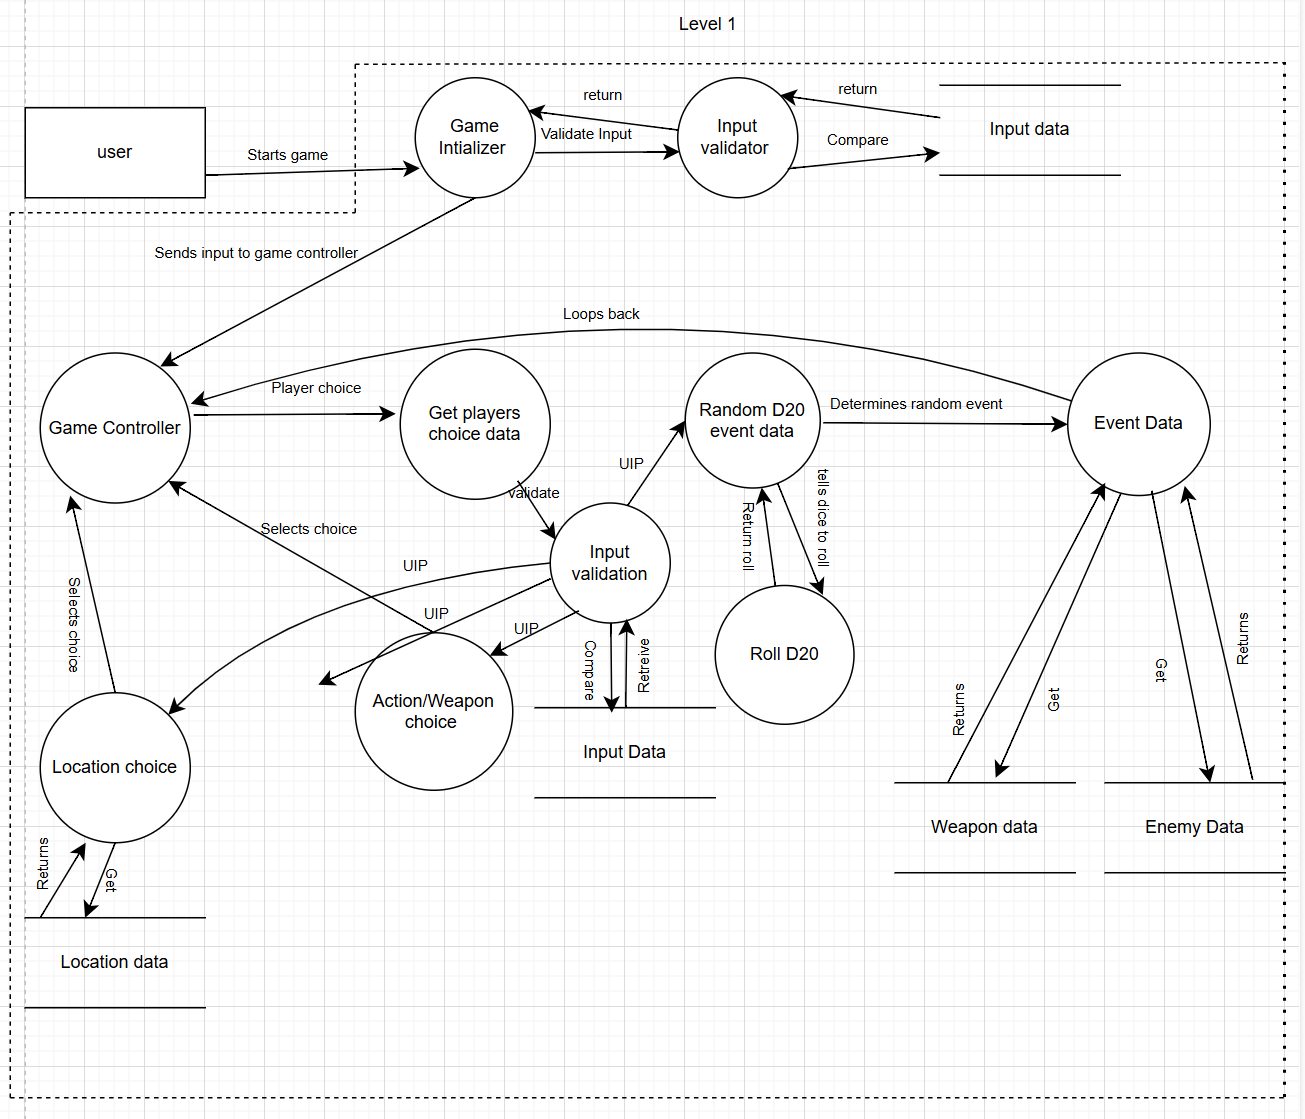 Level 1
user
Starts game
Game
Intializer
return
Validate Input
Input
validator
return
Compare
Input data
Sends input to game controller
Loops back
Game Controller
Player choice
Get players
choice data
validate
UIP
Random D20
event data
Determines random event
Event Data
Selects choice
UIP
Input
validation
Return roll
tells dice to roll
Selects choice
UIP
UIP
Compare
Retreive
Roll D20
Returns
Get
Get
Returns
Location choice
Action/Weapon
choice
Input Data
Weapon data
Enemy Data
Returns
Get
Location data